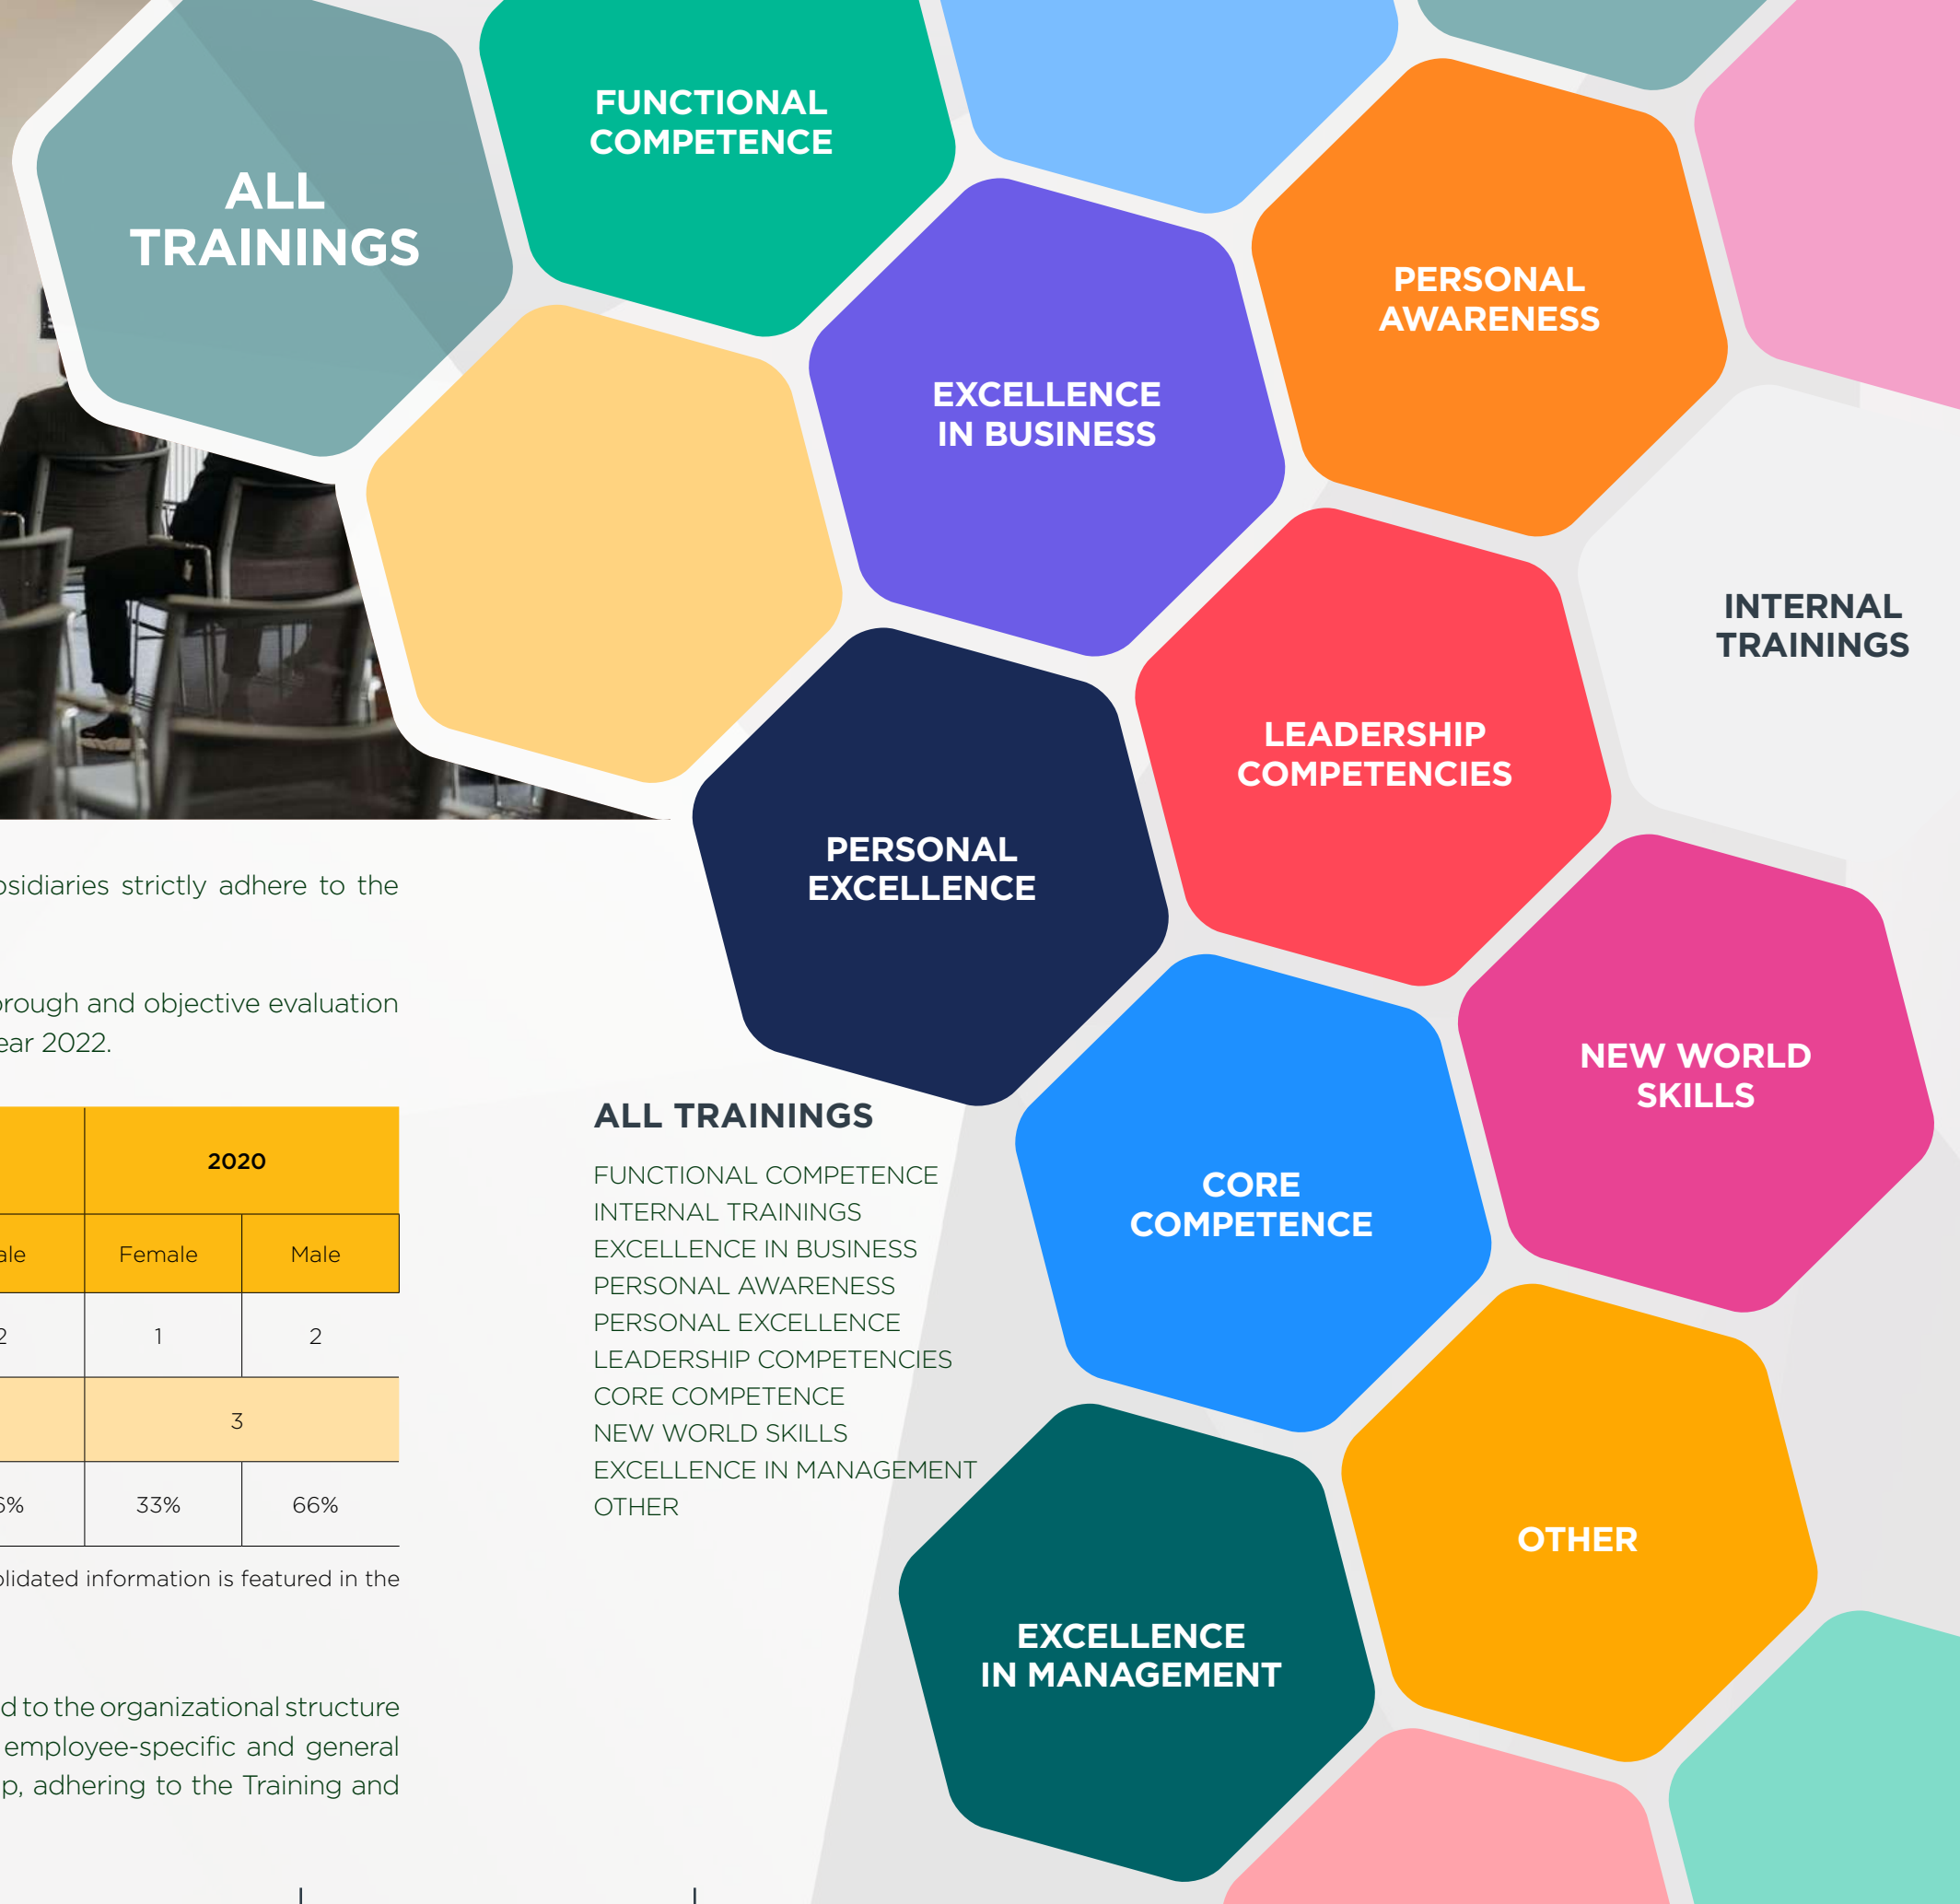 ALL
TRAININGS
FUNCTIONAL
COMPETENCE
PERSONAL
AWARENESS
EXCELLENCE
IN BUSINESS
INTERNAL
TRAININGS
LEADERSHIP
COMPETENCIES
PERSONAL
EXCELLENCE
NEW WORLD
SKILLS
CORE
COMPETENCE
OTHER
EXCELLENCE
IN MANAGEMENT
strictly adhere to the
and objective evaluation
2022.
2020
Female Male
1 2
3
33% 66%
information is featured in the
to the organizational structure
employee-specific and general
adhering to the Training and
ALL TRAININGS
FUNCTIONAL COMPETENCE
INTERNAL TRAININGS
EXCELLENCE IN BUSINESS
PERSONAL AWARENESS
PERSONAL EXCELLENCE
LEADERSHIP COMPETENCIES
CORE COMPETENCE
NEW WORLD SKILLS
EXCELLENCE IN MANAGEMENT
OTHER